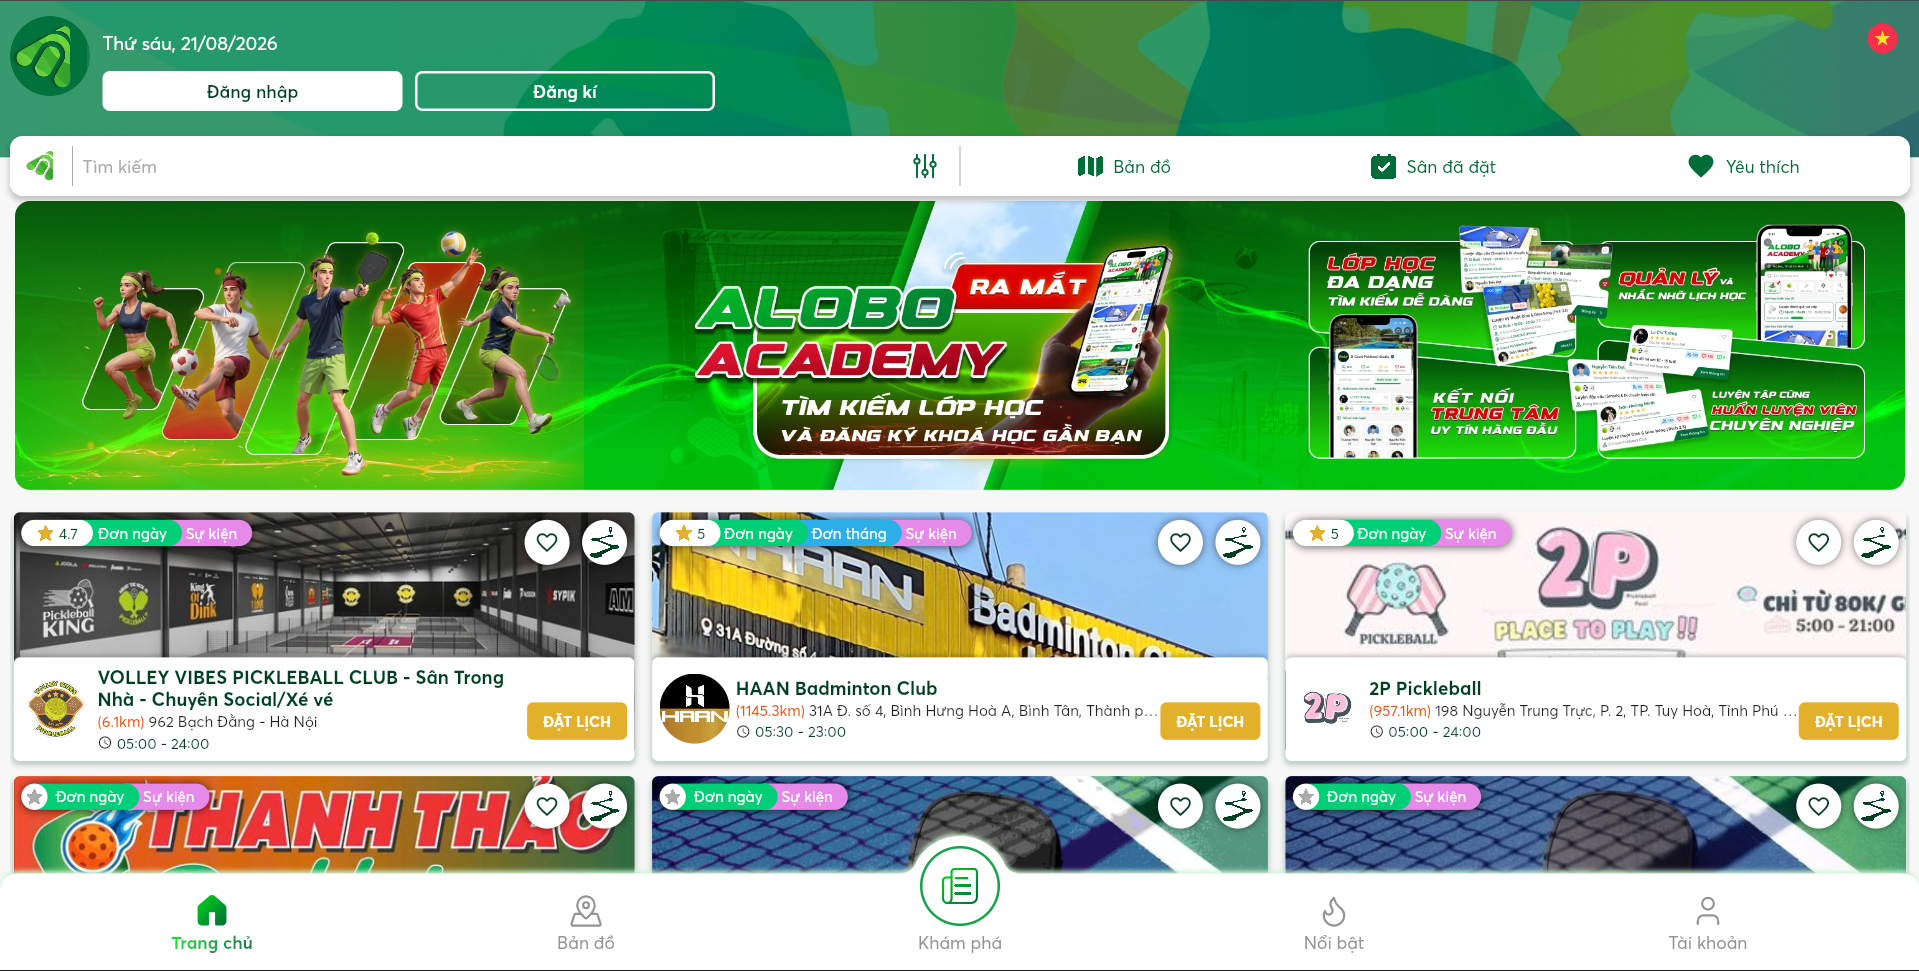 Thứ sáu, 21/08/2026
Đăng nhập
Đăng kí
Tìm kiếm
Bản đồ
Sân đã đặt
Yêu thích
ALOBO
ACADEMY
RA MẮT
TÌM KIẾM LỚP HỌC
VÀ ĐĂNG KÝ KHOÁ HỌC GẦN BẠN
LỚP HỌC
ĐA DẠNG
TÌM KIẾM DỄ DÀNG
QUẢN LÝ VÀ
NHẮC NHỞ LỊCH HỌC
KẾT NỐI
TRUNG TÂM
UY TÍN HÀNG ĐẦU
LUYỆN TẬP CÙNG
HUẤN LUYỆN VIÊN
CHUYÊN NGHIỆP
4.7 Đơn ngày Sự kiện
Pickleball
KING
King Of
Dink
SYPIK
VOLLEY VIBES PICKLEBALL CLUB - Sân Trong
Nhà - Chuyên Social/Xé vé
(6.1km) 962 Bạch Đằng - Hà Nội
05:00 - 24:00
ĐẶT LỊCH
5 Đơn ngày Đơn tháng Sự kiện
HAAN
Badminton
31A Đường số 4
HAAN
HAAN Badminton Club
(1145.3km) 31A Đ. số 4, Bình Hưng Hoà A, Bình Tân, Thành p...
05:30 - 23:00
ĐẶT LỊCH
5 Đơn ngày Sự kiện
2P
PICKLEBALL
PLACE TO PLAY!!
CHỈ TỪ 80K/ G
5:00 - 21:00
2P
2P Pickleball
(957.1km) 198 Nguyễn Trung Trực, P. 2, TP. Tuy Hoà, Tỉnh Phú ...
05:00 - 24:00
ĐẶT LỊCH
Đơn ngày Sự kiện
THANH THẢO
Đơn ngày Sự kiện
Đơn ngày Sự kiện
Trang chủ
Bản đồ
Khám phá
Nổi bật
Tài khoản